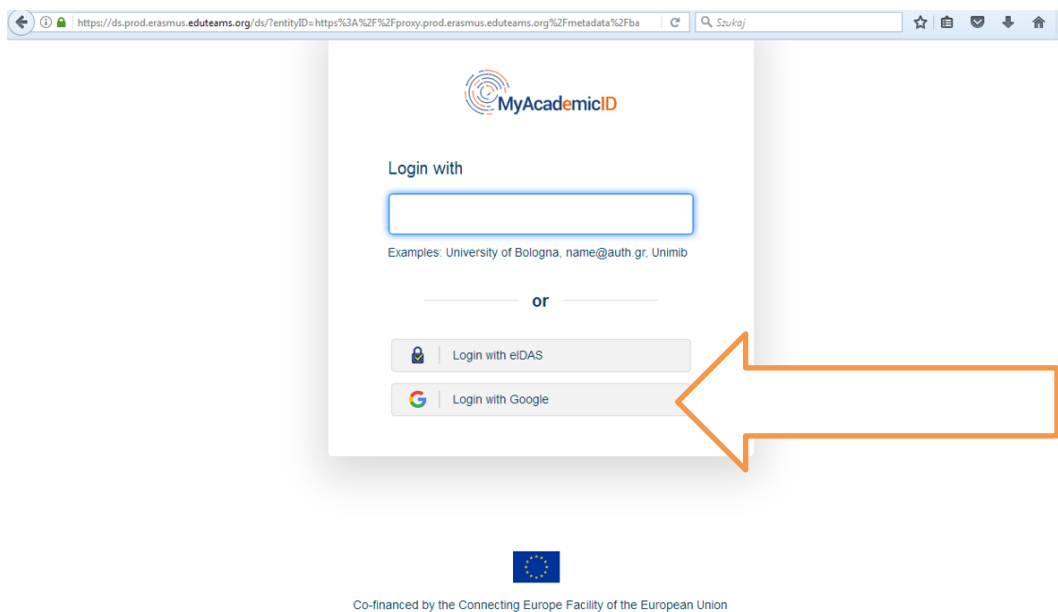 https://ds.prod.erasmus.eduteams.org/ds/?entityID=https%3A%2F%2Fproxy.prod.erasmus.eduteams.org%2Fmetadata%2Fba
Szukaj
MyAcademicID
Login with
Examples: University of Bologna, name@auth.gr, Unimib
or
Login with eIDAS
Login with Google
Co-financed by the Connecting Europe Facility of the European Union